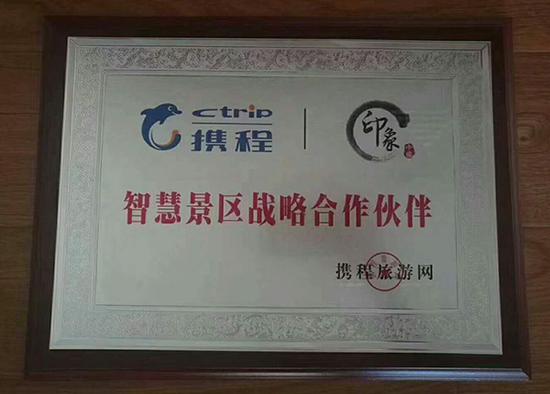 ctrip
携程
印象
智慧景区战略合作伙伴
携程旅游网